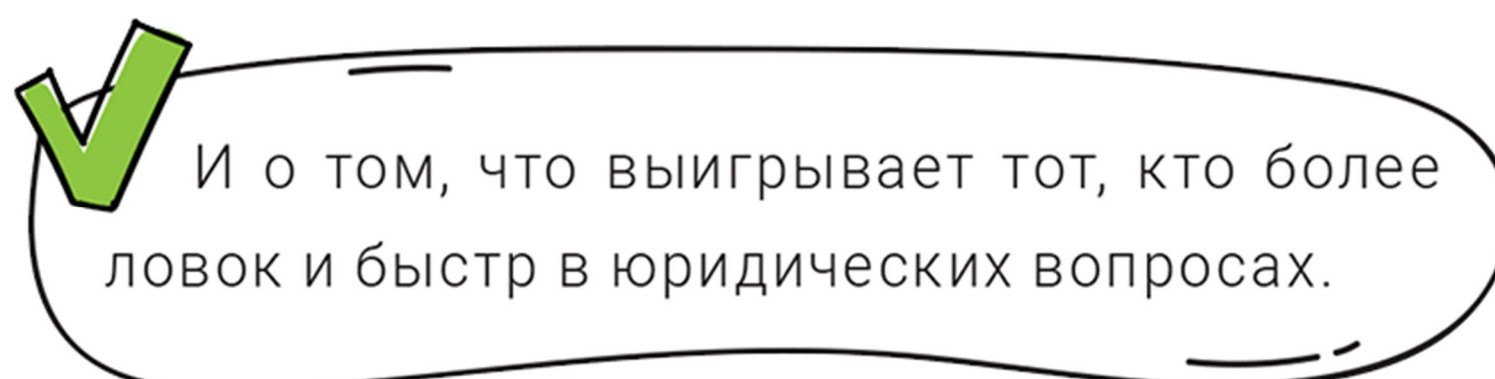 И о том, что выигрывает тот, кто более
ловок и быстр в юридических вопросах.